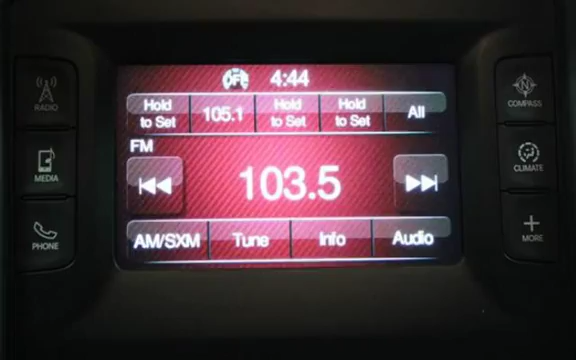 OFF 4:44
Hold to Set 105.1 Hold to Set Hold to Set All
FM
103.5
AM/SXM Tune Info Audio
RADIO
MEDIA
PHONE
COMPASS
CLIMATE
MORE